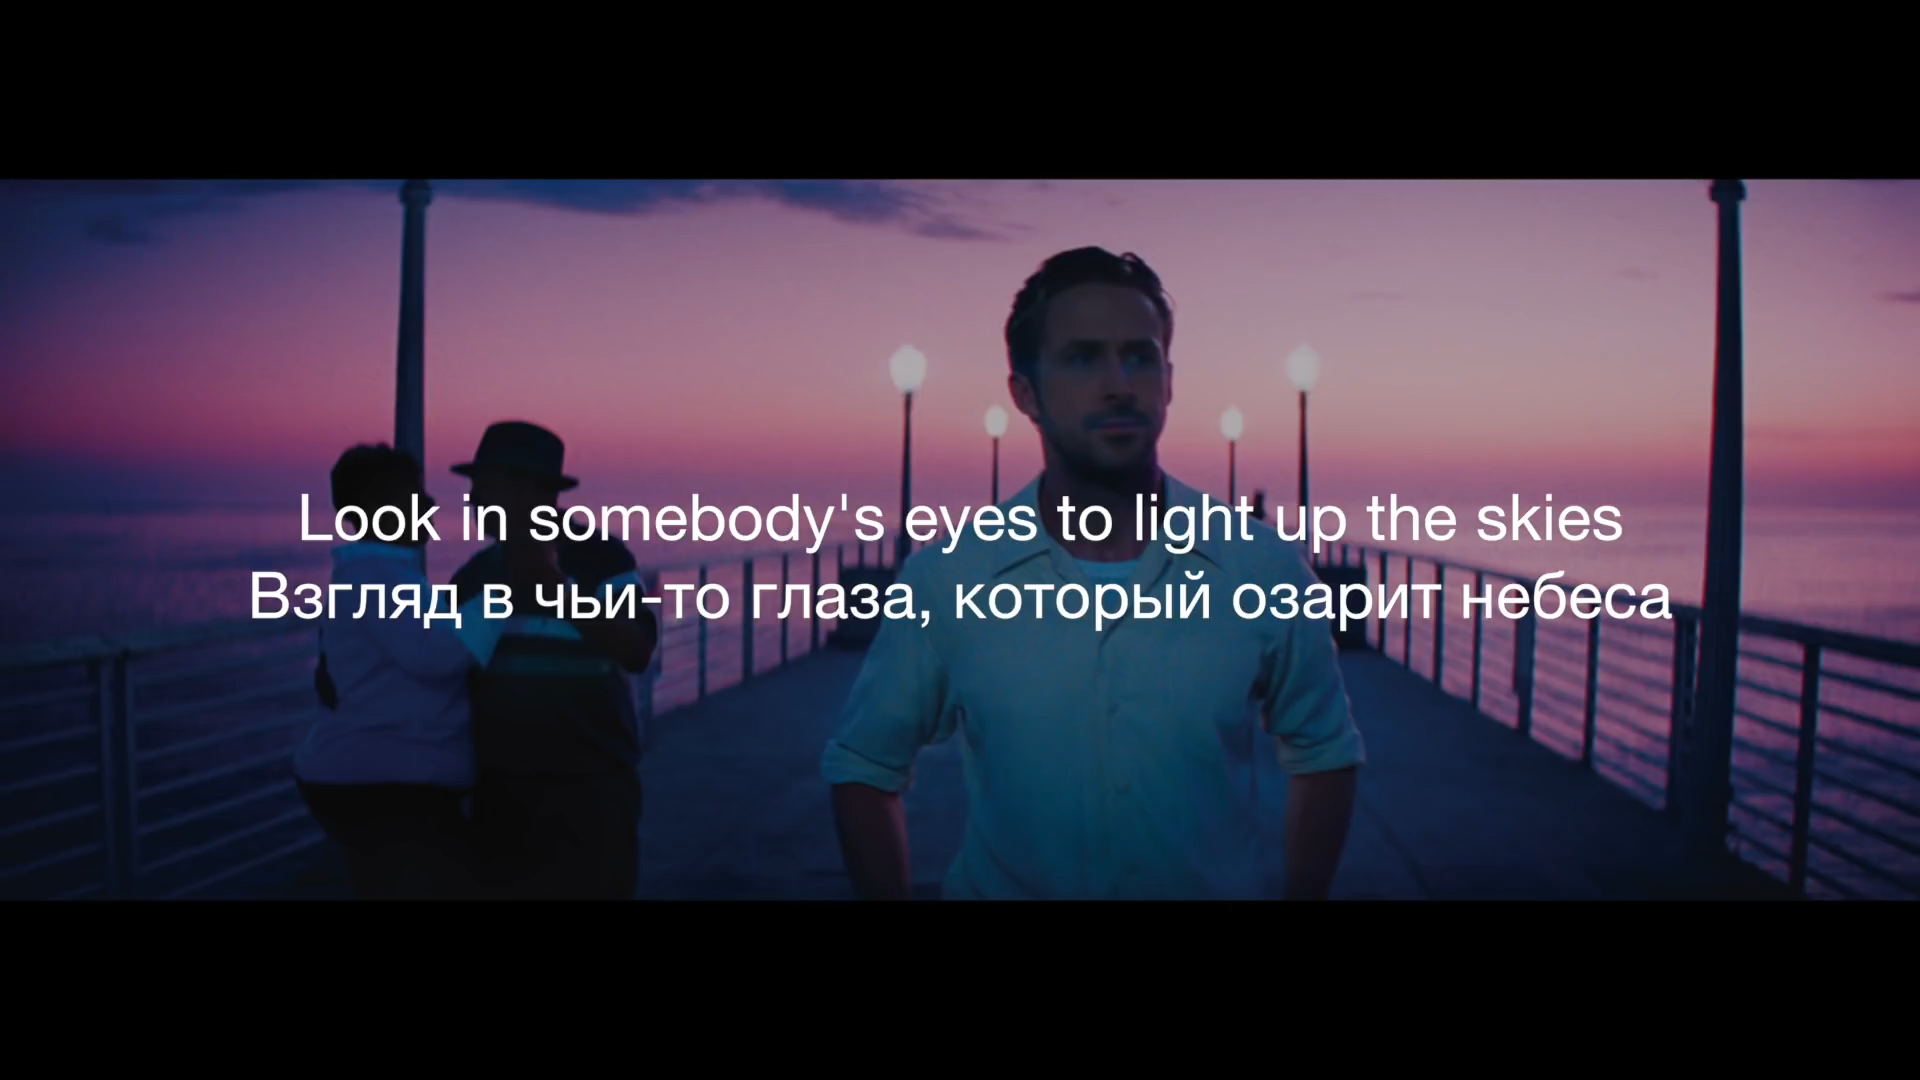 Look in somebody's eyes to light up the skies
Взгляд в чьи-то глаза, который озарит небеса